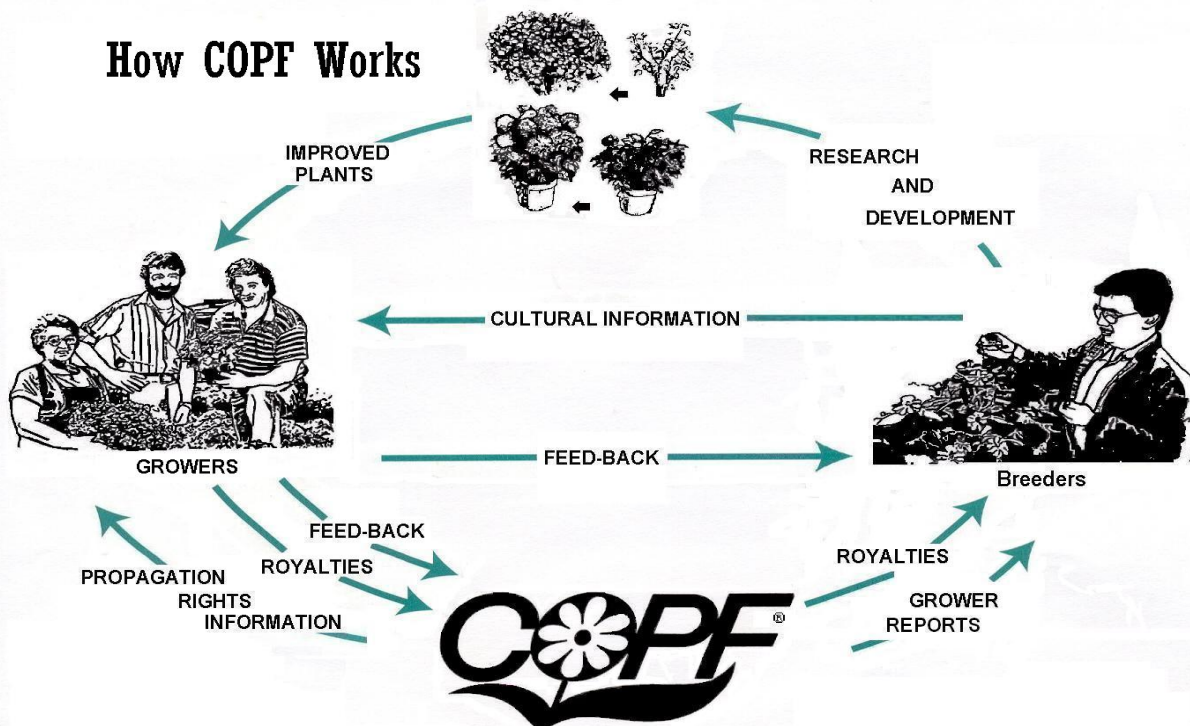 How COPF Works
IMPROVED
PLANTS
RESEARCH
AND
DEVELOPMENT
CULTURAL INFORMATION
GROWERS
FEED-BACK
Breeders
FEED-BACK
ROYALTIES
PROPAGATION
RIGHTS
INFORMATION
ROYALTIES
GROWER
REPORTS
COPF®